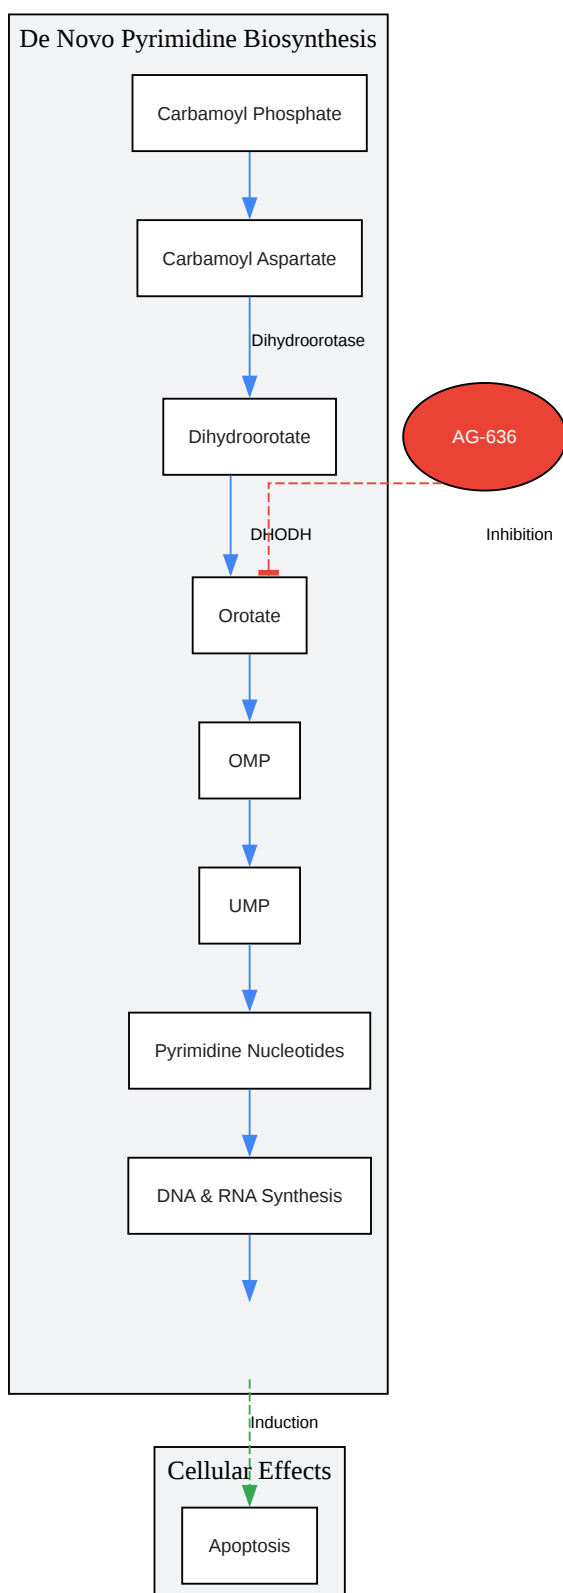 De Novo Pyrimidine Biosynthesis
Carbamoyl Phosphate
Carbamoyl Aspartate
Dihydroorotase
Dihydroorotate
AG-636
DHODH
Inhibition
Orotate
OMP
UMP
Pyrimidine Nucleotides
DNA & RNA Synthesis
Induction
Cellular Effects
Apoptosis